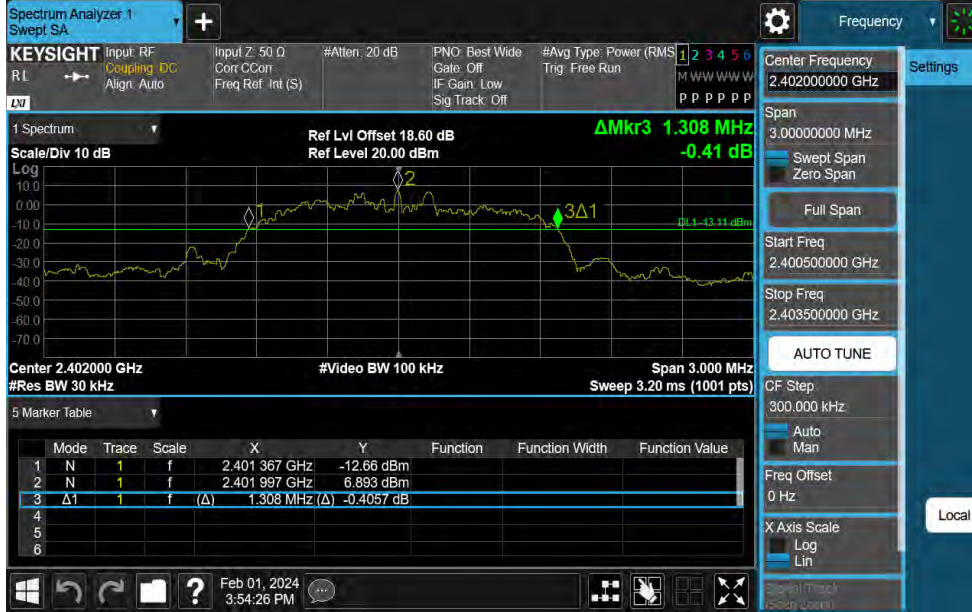 Spectrum Analyzer 1
Swept SA
Frequency
KEYSIGHT Input: RF Input Z: 50 Ω #Atten: 20 dB PNO: Best Wide #Avg Type: Power (RMS 1 2 3 4 5 6
R L Coupling: DC Corr CCorr Gate: Off Trig: Free Run M W W W W W
Align: Auto Freq Ref: Int (S) IF Gain: Low
LXI Sig Track: Off P P P P P P
1 Spectrum
Ref Lvl Offset 18.60 dB ΔMkr3 1.308 MHz
Scale/Div 10 dB Ref Level 20.00 dBm -0.41 dB
Log
10.0
0.00
-10.0
-20.0
-30.0
-40.0
-50.0
-60.0
-70.0
1
2
3Δ1
DL1 -13.11 dBm
Center 2.402000 GHz #Video BW 100 kHz Span 3.000 MHz
#Res BW 30 kHz Sweep 3.20 ms (1001 pts)
5 Marker Table
Mode Trace Scale X Y Function Function Width Function Value
1 N 1 f 2.401 367 GHz -12.66 dBm
2 N 1 f 2.401 997 GHz 6.893 dBm
3 Δ1 1 f (Δ) 1.308 MHz (Δ) -0.4057 dB
4
5
6
?
Feb 01, 2024
3:54:26 PM
Center Frequency
2.402000000 GHz
Settings
Span
3.00000000 MHz
Swept Span
Zero Span
Full Span
Start Freq
2.400500000 GHz
Stop Freq
2.403500000 GHz
AUTO TUNE
CF Step
300.000 kHz
Auto
Man
Freq Offset
0 Hz
X Axis Scale
Log
Lin
Local
Signal Track